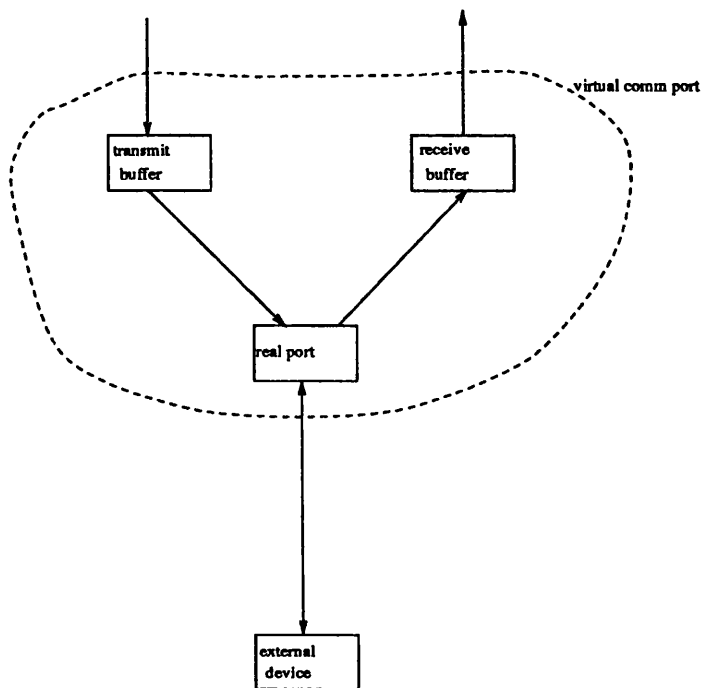 virtual comm port
transmit
buffer
receive
buffer
real port
external
device